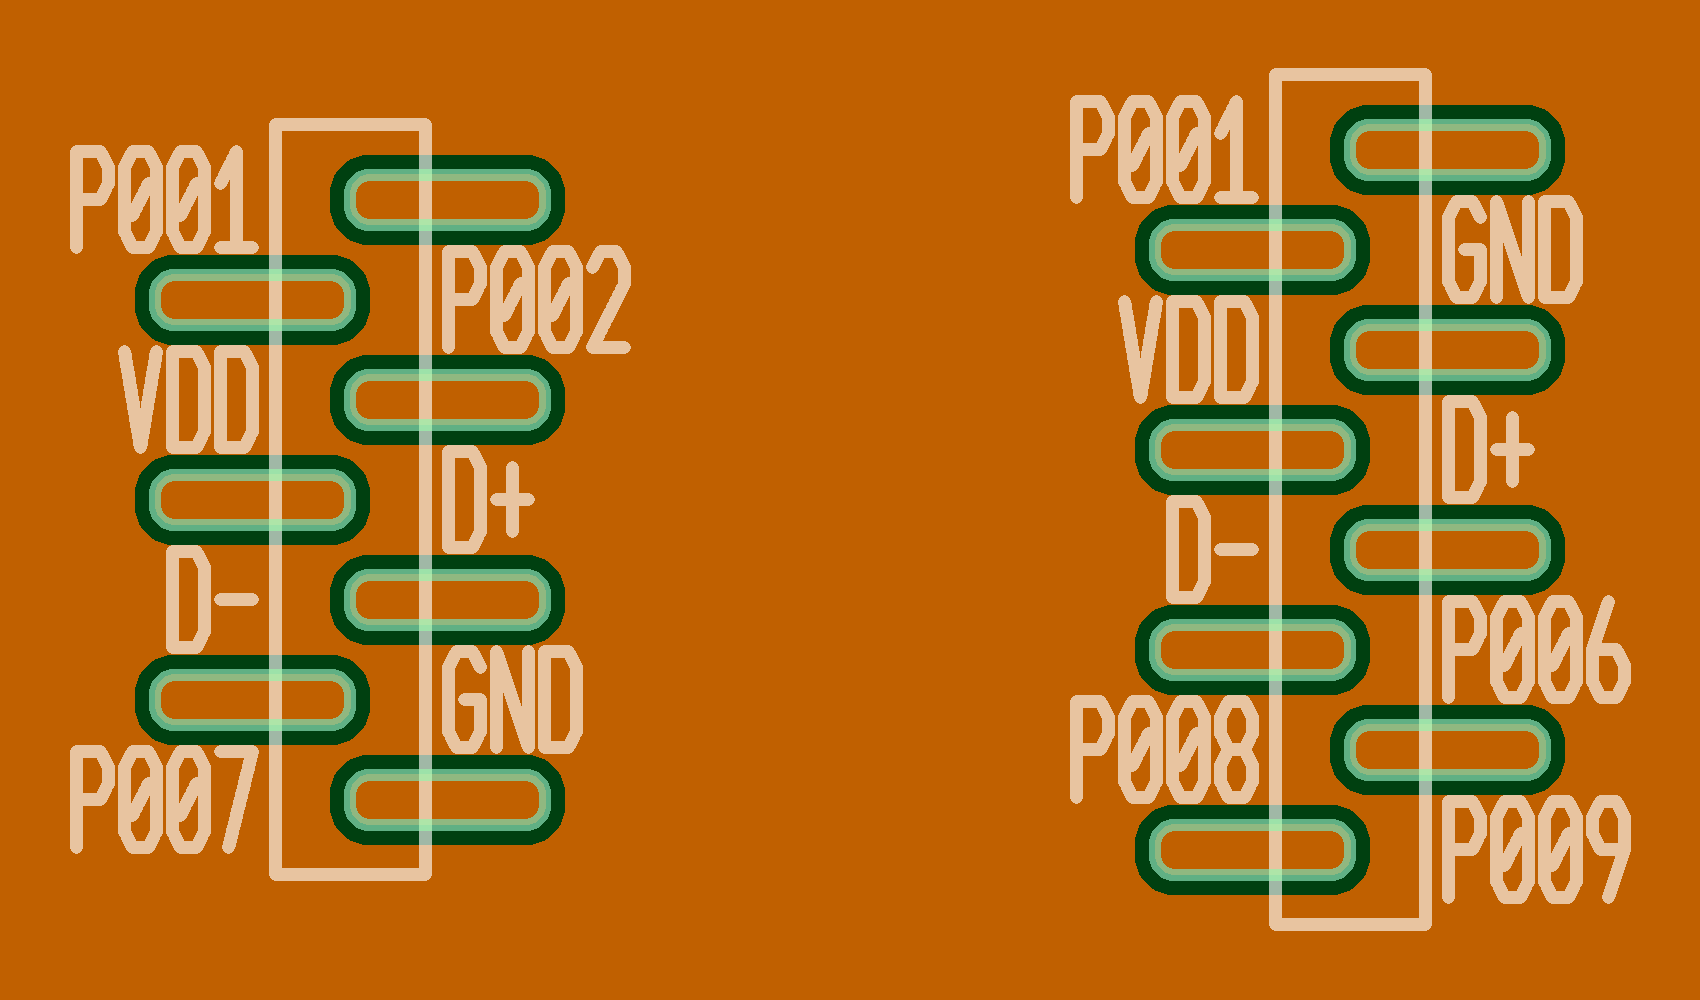 P001
P002
VDD
D+
D-
GND
P007
P001
GND
VDD
D+
D-
P006
P008
P009